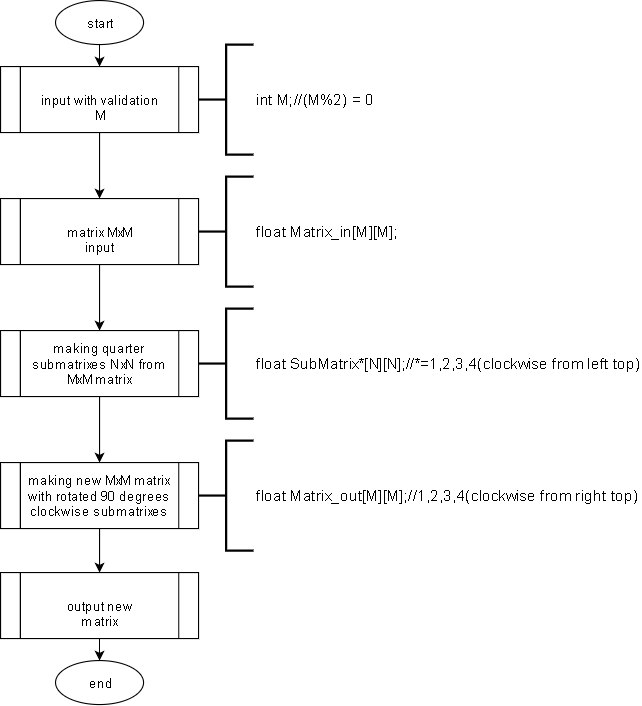 start
input with validation
M
int M;//(M%2) = 0
matrix MxM
input
float Matrix_in[M][M];
making quarter
submatrixes NxN from
MxM matrix
float SubMatrix*[N][N];//*=1,2,3,4(clockwise from left top)
making new MxM matrix
with rotated 90 degrees
clockwise submatrixes
float Matrix_out[M][M];//1,2,3,4(clockwise from right top)
output new
matrix
end